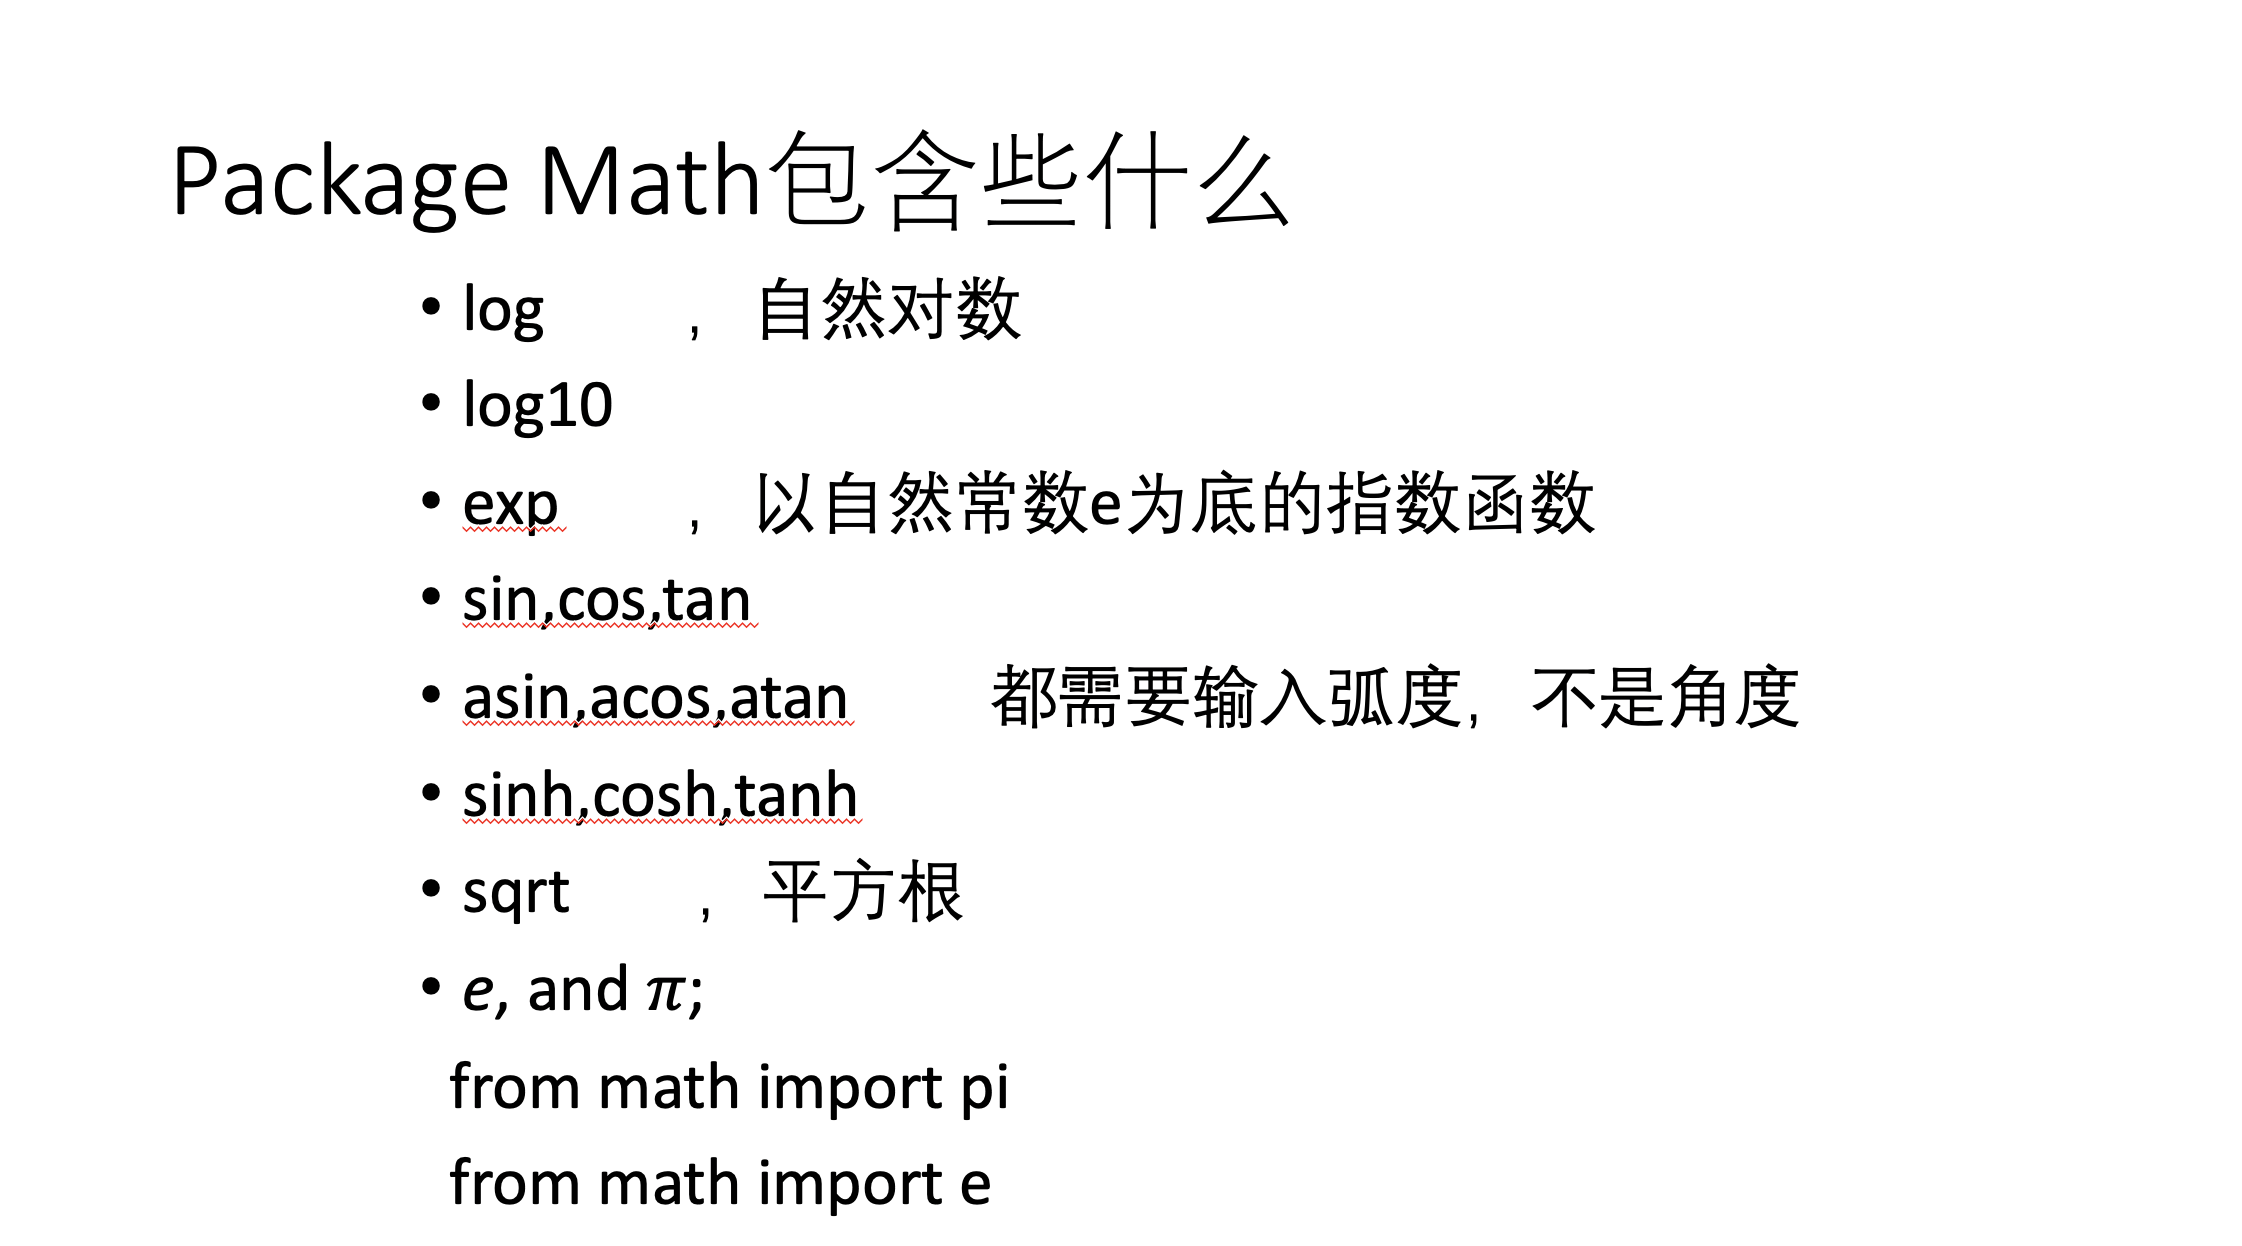 Package Math包含些什么
• log ，自然对数
• log10
• exp ，以自然常数e为底的指数函数
• sin,cos,tan
• asin,acos,atan 都需要输入弧度，不是角度
• sinh,cosh,tanh
• sqrt ，平方根
• e, and π;
from math import pi
from math import e